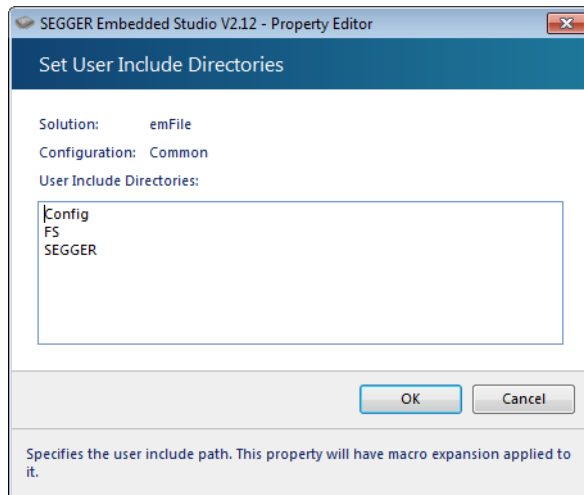 SEGGER Embedded Studio V2.12 - Property Editor
Set User Include Directories
Solution: emFile
Configuration: Common
User Include Directories:
Config
FS
SEGGER
OK Cancel
Specifies the user include path. This property will have macro expansion applied to
it.